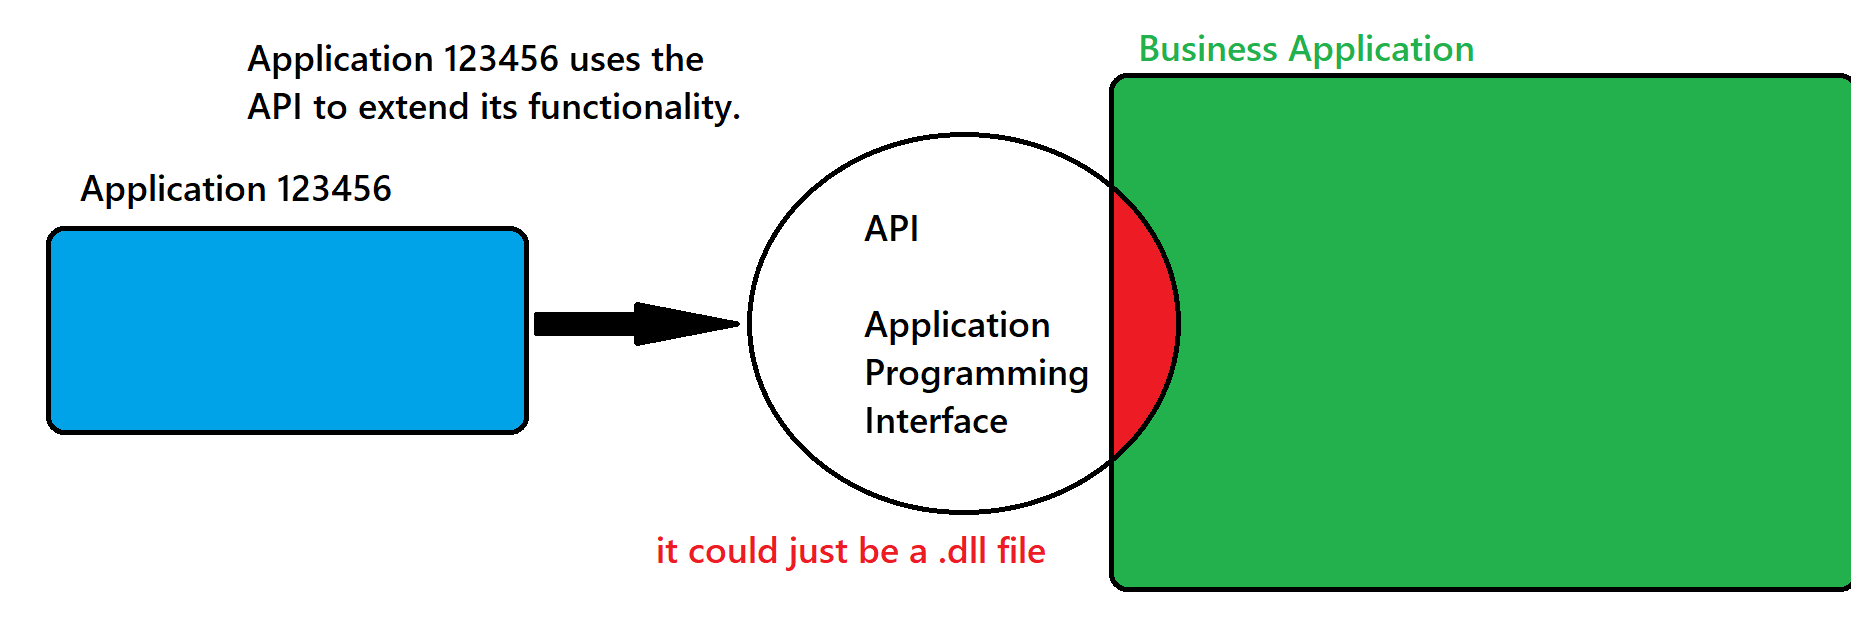 Application 123456 uses the
API to extend its functionality.
Business Application
Application 123456
API
Application
Programming
Interface
it could just be a .dll file